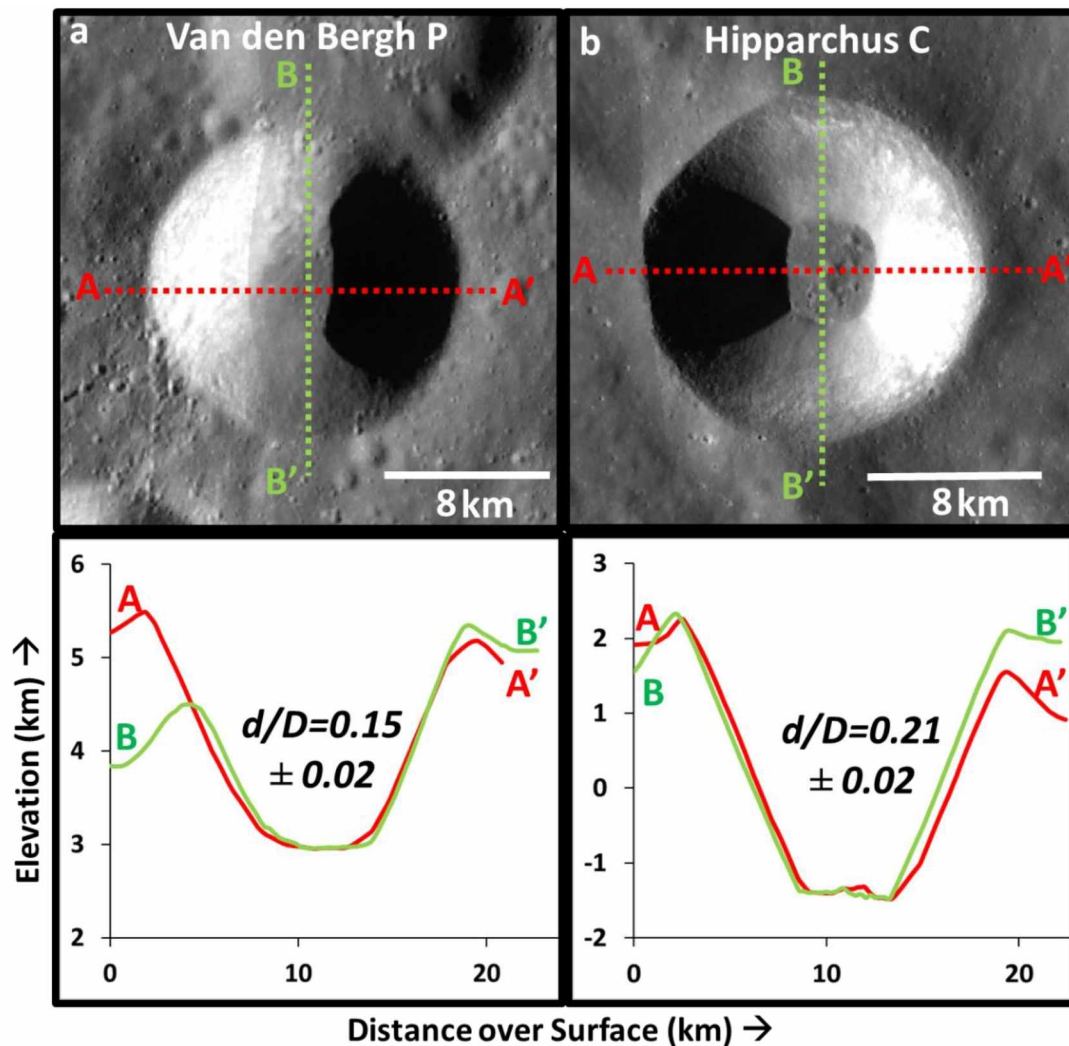 a
Van den Bergh P
B
A
A'
B'
8 km
b
Hipparchus C
B
A
A'
B'
8 km
Elevation (km) →
6
5
4
3
2
A
B
B'
A'
d/D=0.15
± 0.02
0
10
20
3
2
1
0
-1
-2
A
B
B'
A'
d/D=0.21
± 0.02
0
10
20
Distance over Surface (km) →